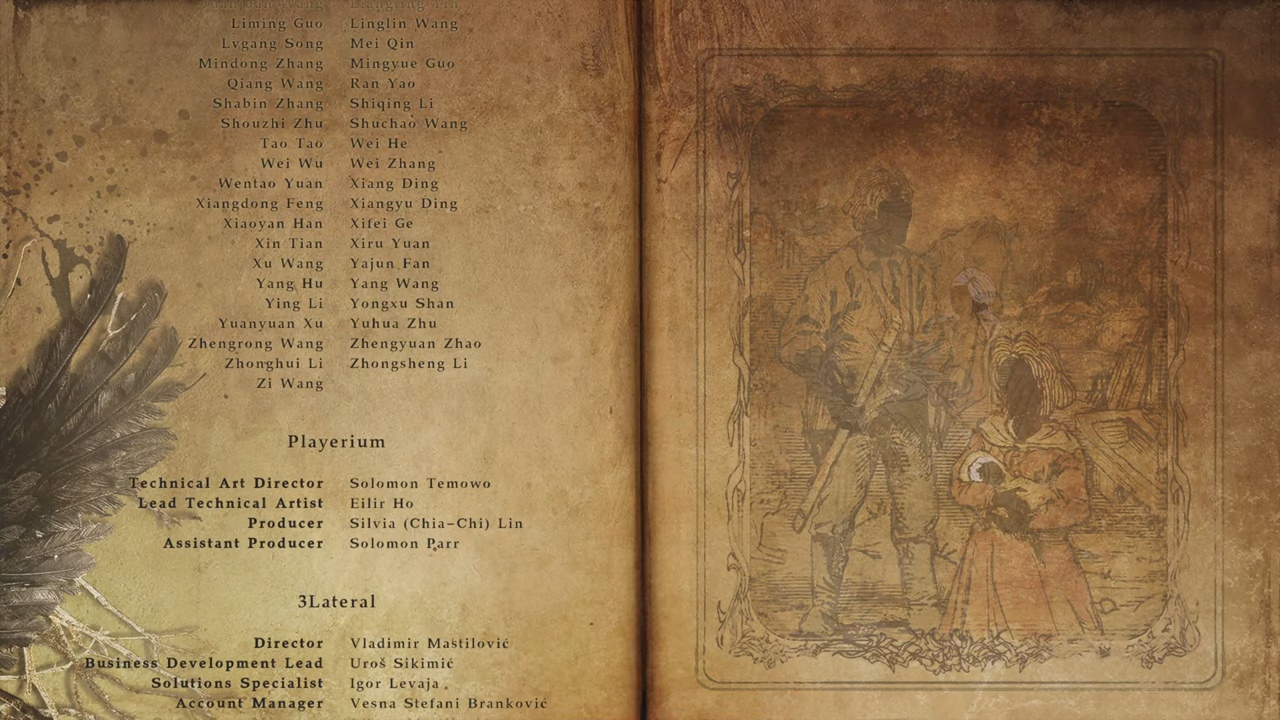 Liming Guo Linglin Wang
Lvgang Song Mei Qin
Mindong Zhang Mingyue Guo
Qiang Wang Ran Yao
Shabin Zhang Shiqing Li
Shouzhi Zhu Shuchao Wang
Tao Tao Wei He
Wei Wu Wei Zhang
Wentao Yuan Xiang Ding
Xiangdong Feng Xiangyu Ding
Xiaoyan Han Xifei Ge
Xin Tian Xiru Yuan
Xu Wang Yajun Fan
Yang Hu Yang Wang
Ying Li Yongxu Shan
Yuanyuan Xu Yuhua Zhu
Zhengrong Wang Zhengyuan Zhao
Zhonghui Li Zhongsheng Li
Zi Wang
Playerium
Technical Art Director Solomon Temowo
Lead Technical Artist Eilir Ho
Producer Silvia (Chia-Chi) Lin
Assistant Producer Solomon Parr
3Lateral
Director Vladimir Mastilović
Business Development Lead Uroš Sikimić
Solutions Specialist Igor Levaja
Account Manager Vesna Stefani Branković